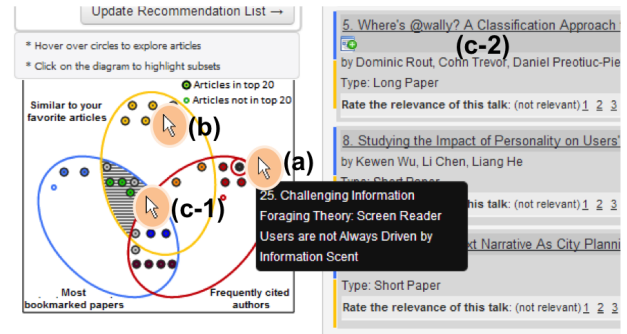 Update Recommendation List →
* Hover over circles to explore articles
* Click on the diagram to highlight subsets
Articles in top 20
Articles not in top 20
Similar to your
favorite articles
(b)
(a)
(c-1)
25. Challenging Information
Foraging Theory: Screen Reader
Users are not Always Driven by
Information Scent
Most
bookmarked papers
Frequently cited
authors
5. Where's @wally? A Classification Approach
(c-2)
by Dominic Rout, Cohn Trevor, Daniel Preotiuc-Pie
Type: Long Paper
Rate the relevance of this talk: (not relevant) 1 2 3
8. Studying the Impact of Personality on Users'
by Kewen Wu, Li Chen, Liang He
Type: Short Paper
his talk: (not relevant) 1 2 3
xt Narrative As City Planni
Type: Short Paper
Rate the relevance of this talk: (not relevant) 1 2 3